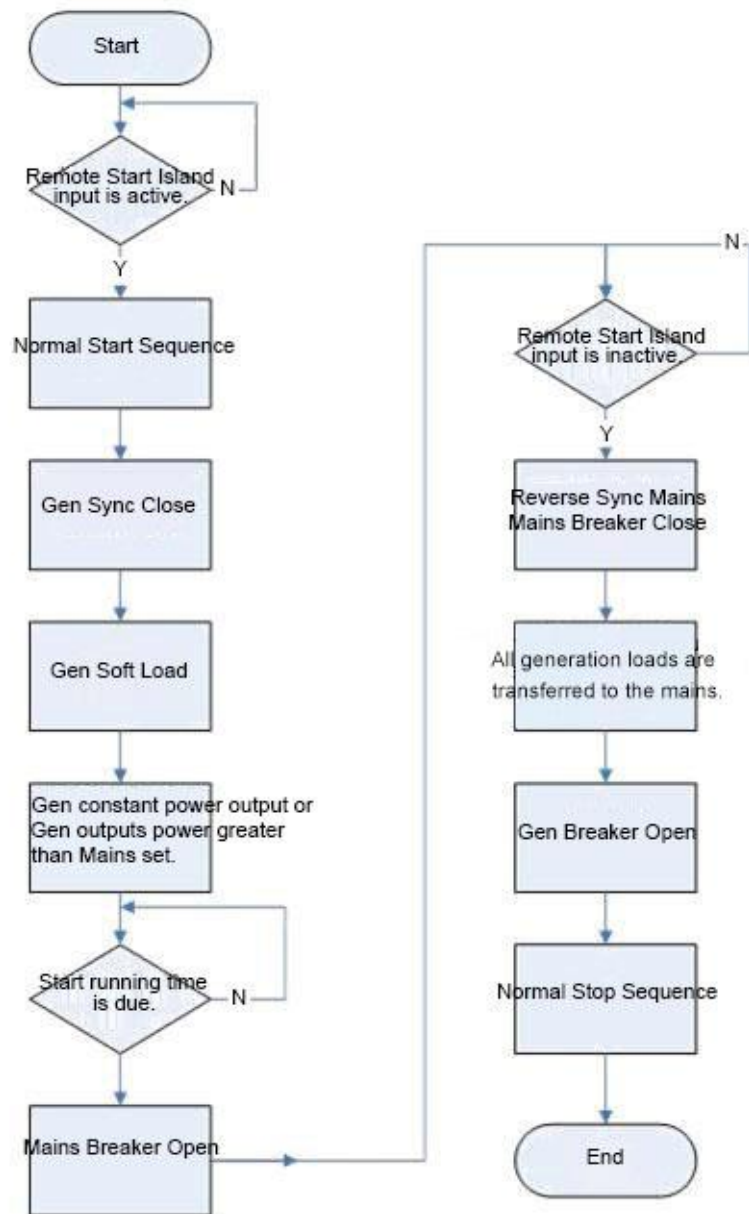 Start
Remote Start Island
input is active.
N
Y
Normal Start Sequence
Gen Sync Close
Gen Soft Load
Gen constant power output or
Gen outputs power greater
than Mains set.
Start running time
is due.
N
Mains Breaker Open
N
Remote Start Island
input is inactive.
Y
Reverse Sync Mains
Mains Breaker Close
All generation loads are
transferred to the mains.
Gen Breaker Open
Normal Stop Sequence
End